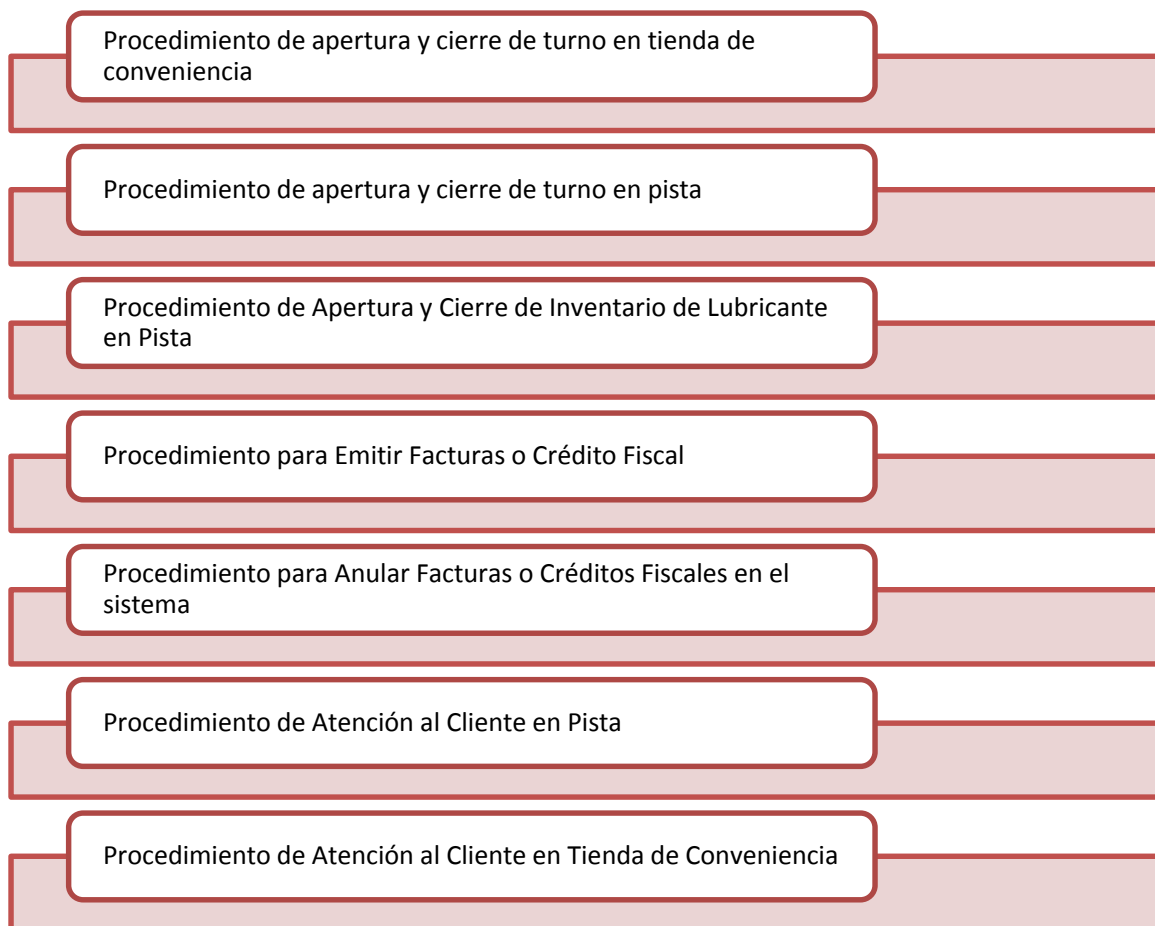 Procedimiento de apertura y cierre de turno en tienda de
conveniencia
Procedimiento de apertura y cierre de turno en pista
Procedimiento de Apertura y Cierre de Inventario de Lubricante
en Pista
Procedimiento para Emitir Facturas o Crédito Fiscal
Procedimiento para Anular Facturas o Créditos Fiscales en el
sistema
Procedimiento de Atención al Cliente en Pista
Procedimiento de Atención al Cliente en Tienda de Conveniencia